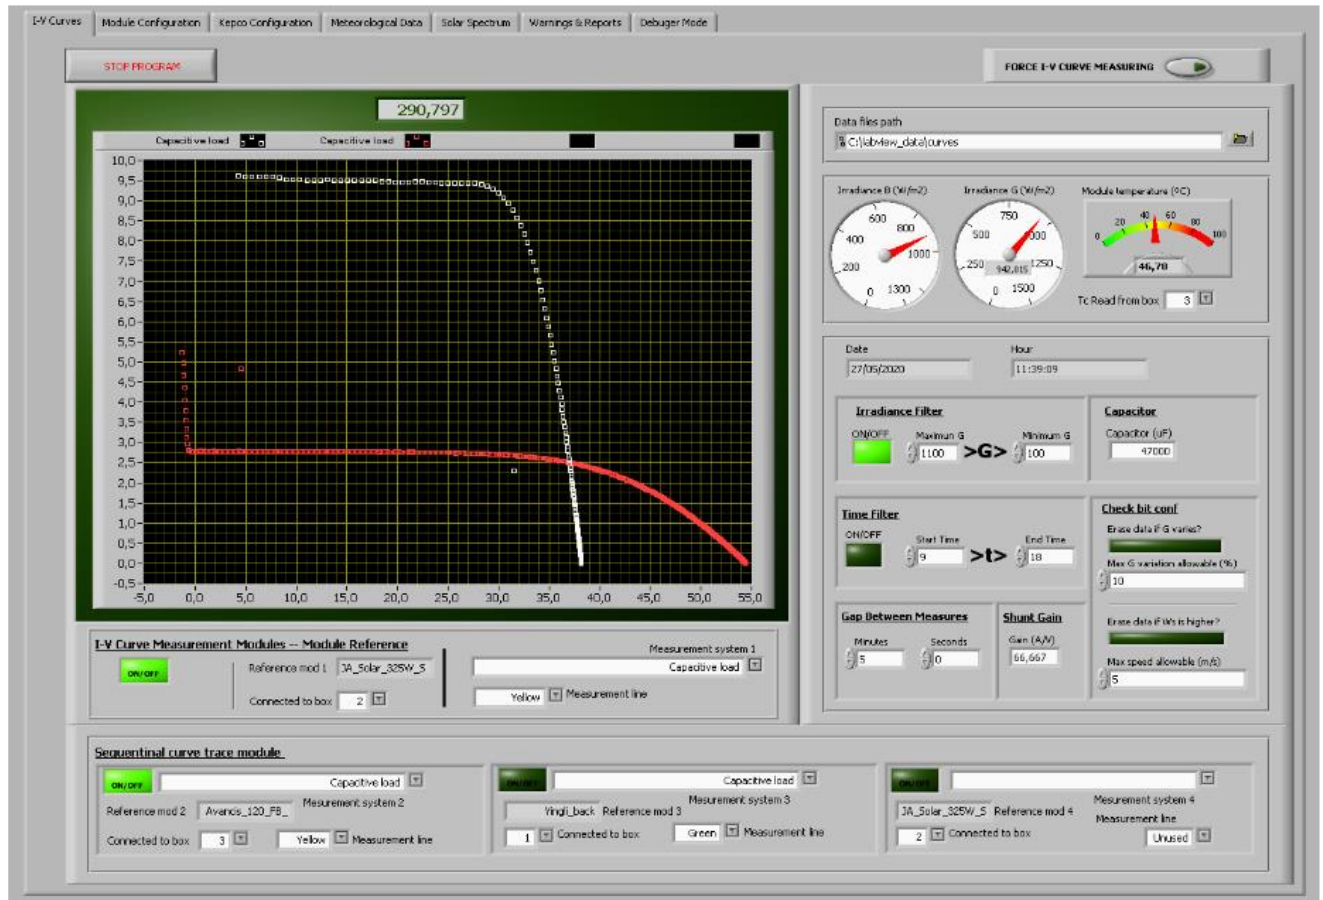 I-V Curves Module Configuration Kepco Configuration Meteorological Data Solar Spectrum Warnings & Reports Debuger Mode
STOP PROGRAM
FORCE I-V CURVE MEASURING
290,797
Capacitive load Capacitive load
10,0
9,5
9,0
8,5
8,0
7,5
7,0
6,5
6,0
5,5
5,0
4,5
4,0
3,5
3,0
2,5
2,0
1,5
1,0
0,5
0,0
-0,5
-5,0 0,0 5,0 10,0 15,0 20,0 25,0 30,0 35,0 40,0 45,0 50,0 55,0
Data files path
C:\labview_data\curves
Irradiance B (W/m2) Irradiance G (W/m2) Module temperature (ºC)
0 200 400 600 800 1000 1300
0 250 500 750 1000 1250 1500
942,015
0 20 40 60 80 100
46,78
Tc Read from box 3
Date Hour
27/05/2020 11:39:09
Irradiance Filter
ON/OFF Maximun G Minimum G
1100 >G> 100
Capacitor
Capacitor (uF)
47000
Time Filter
ON/OFF Start Time End Time
9 >t> 18
Check bit conf
Erase data if G varies?
Max G variation allowable (%)
10
Erase data if Ws is higher?
Max speed allowable (m/s)
5
Gap Between Measures
Minutes Seconds
5 0
Shunt Gain
Gain (A/V)
66,667
I-V Curve Measurement Modules -- Module Reference
ON/OFF
Reference mod 1 JA_Solar_325W_S
Connected to box 2
Measurement system 1
Capacitive load
Yellow Measurement line
Sequentinal curve trace module
ON/OFF Capacitive load
Reference mod 2 Avancis_120_FB_ Mesurement system 2
Connected to box 3 Yellow Measurement line
ON/OFF Capacitive load
Mesurement system 3
Yingli_back Reference mod 3
1 Connected to box Green Measurement line
ON/OFF
JA_Solar_325W_S Reference mod 4 Mesurement system 4
Measurement line
2 Connected to box Unused